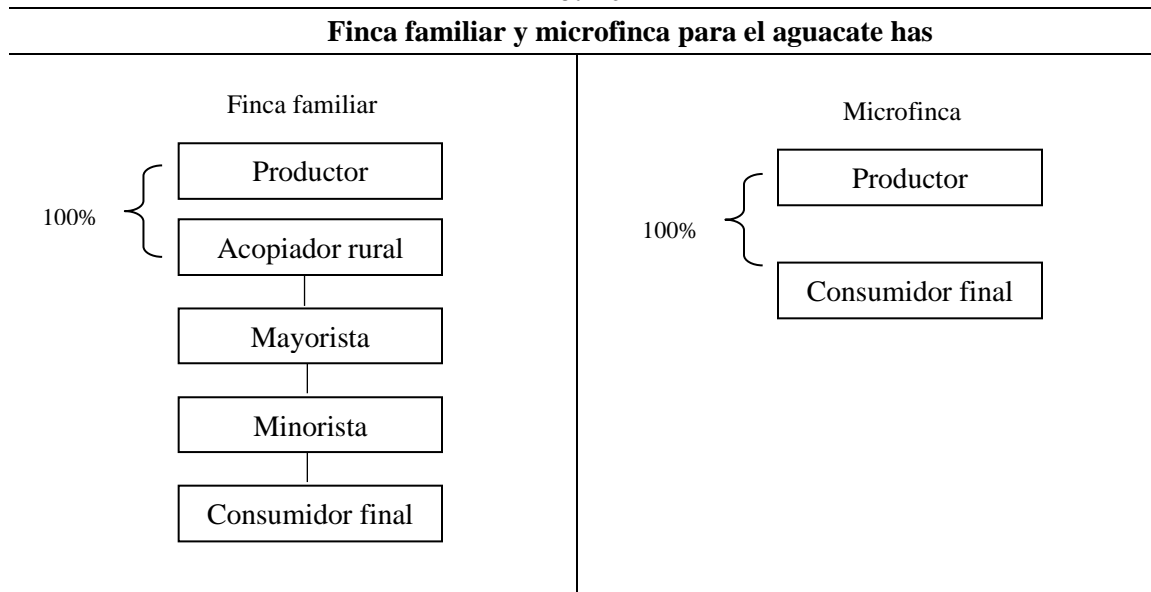 Finca familiar y microfinca para el aguacate has
Finca familiar
Productor
100%
Acopiador rural
Mayorista
Minorista
Consumidor final
Microfinca
Productor
100%
Consumidor final